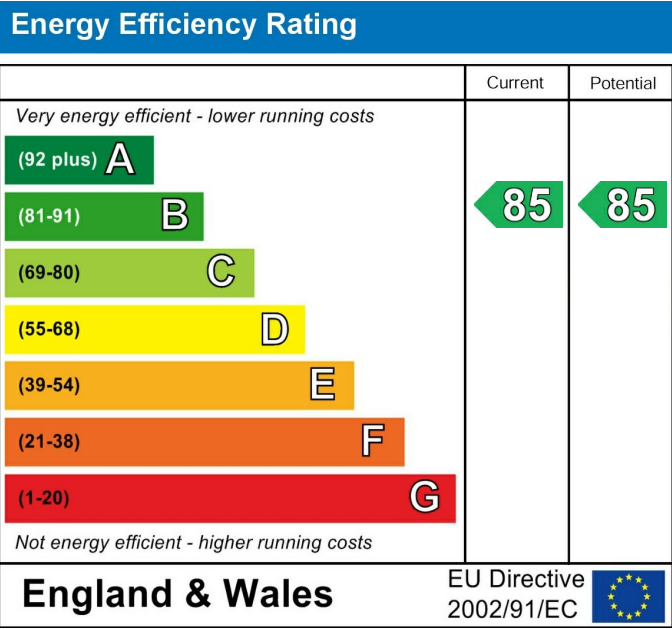 Energy Efficiency Rating
Current Potential
Very energy efficient - lower running costs
(92 plus) A
(81-91) B
85 85
(69-80) C
(55-68) D
(39-54) E
(21-38) F
(1-20) G
Not energy efficient - higher running costs
England & Wales
EU Directive
2002/91/EC